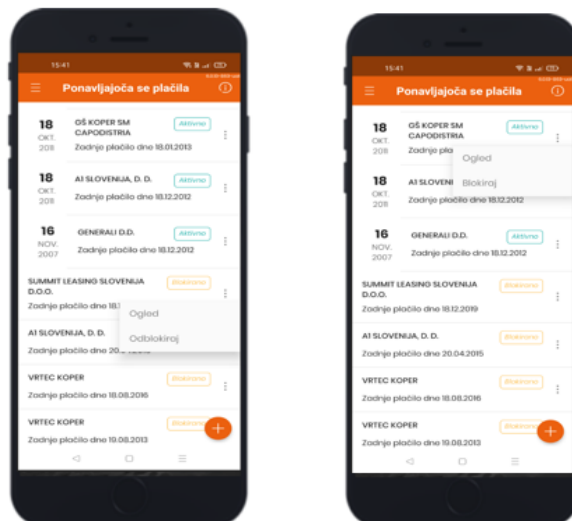 15:41
Ponavljajoča se plačila
18
OKT.
2011
GŠ KOPER SM
CAPODISTRIA
Aktivno
Zadnje plačilo dne 18.01.2013
18
OKT.
2011
A1 SLOVENIJA, D. D.
Aktivno
Zadnje plačilo dne 18.12.2012
16
NOV.
2007
GENERALI D.D.
Aktivno
Zadnje plačilo dne 18.12.2012
SUMMIT LEASING SLOVENIJA
D.O.O.
Blokirano
Zadnje plačilo dne 18.1
Ogled
Odblokiraj
A1 SLOVENIJA, D. D.
Zadnje plačilo dne 20.
VRTEC KOPER
Blokirano
Zadnje plačilo dne 18.08.2016
VRTEC KOPER
Zadnje plačilo dne 19.08.2013
15:41
Ponavljajoča se plačila
18
OKT.
2011
GŠ KOPER SM
CAPODISTRIA
Aktivno
Zadnje pla
Ogled
Blokiraj
18
OKT.
2011
A1 SLOVENI
Zadnje plačilo dne 18.12.2012
16
NOV.
2007
GENERALI D.D.
Aktivno
Zadnje plačilo dne 18.12.2012
SUMMIT LEASING SLOVENIJA
D.O.O.
Blokirano
Zadnje plačilo dne 18.12.2019
A1 SLOVENIJA, D. D.
Blokirano
Zadnje plačilo dne 20.04.2015
VRTEC KOPER
Blokirano
Zadnje plačilo dne 18.08.2016
VRTEC KOPER
Zadnje plačilo dne 19.08.2013